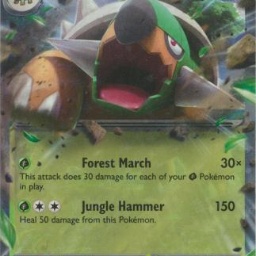 Forest March 30×
This attack does 30 damage for each of your Pokémon
in play.
Jungle Hammer 150
Heal 50 damage from this Pokémon.